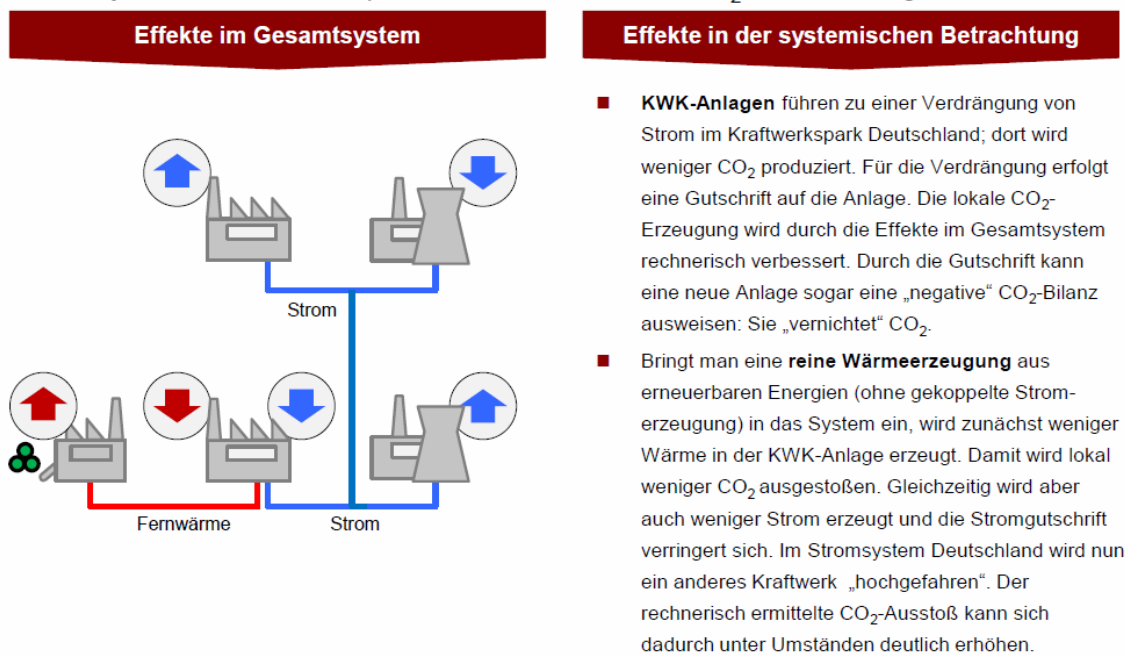 Effekte im Gesamtsystem
Strom
Fernwärme
Strom
Effekte in der systemischen Betrachtung
KWK-Anlagen führen zu einer Verdrängung von
Strom im Kraftwerkspark Deutschland; dort wird
weniger CO₂ produziert. Für die Verdrängung erfolgt
eine Gutschrift auf die Anlage. Die lokale CO₂-
Erzeugung wird durch die Effekte im Gesamtsystem
rechnerisch verbessert. Durch die Gutschrift kann
eine neue Anlage sogar eine „negative“ CO₂-Bilanz
ausweisen: Sie „vernichtet“ CO₂.
Bringt man eine reine Wärmeerzeugung aus
erneuerbaren Energien (ohne gekoppelte Strom-
erzeugung) in das System ein, wird zunächst weniger
Wärme in der KWK-Anlage erzeugt. Damit wird lokal
weniger CO₂ ausgestoßen. Gleichzeitig wird aber
auch weniger Strom erzeugt und die Stromgutschrift
verringert sich. Im Stromsystem Deutschland wird nun
ein anderes Kraftwerk „hochgefahren“. Der
rechnerisch ermittelte CO₂-Ausstoß kann sich
dadurch unter Umständen deutlich erhöhen.